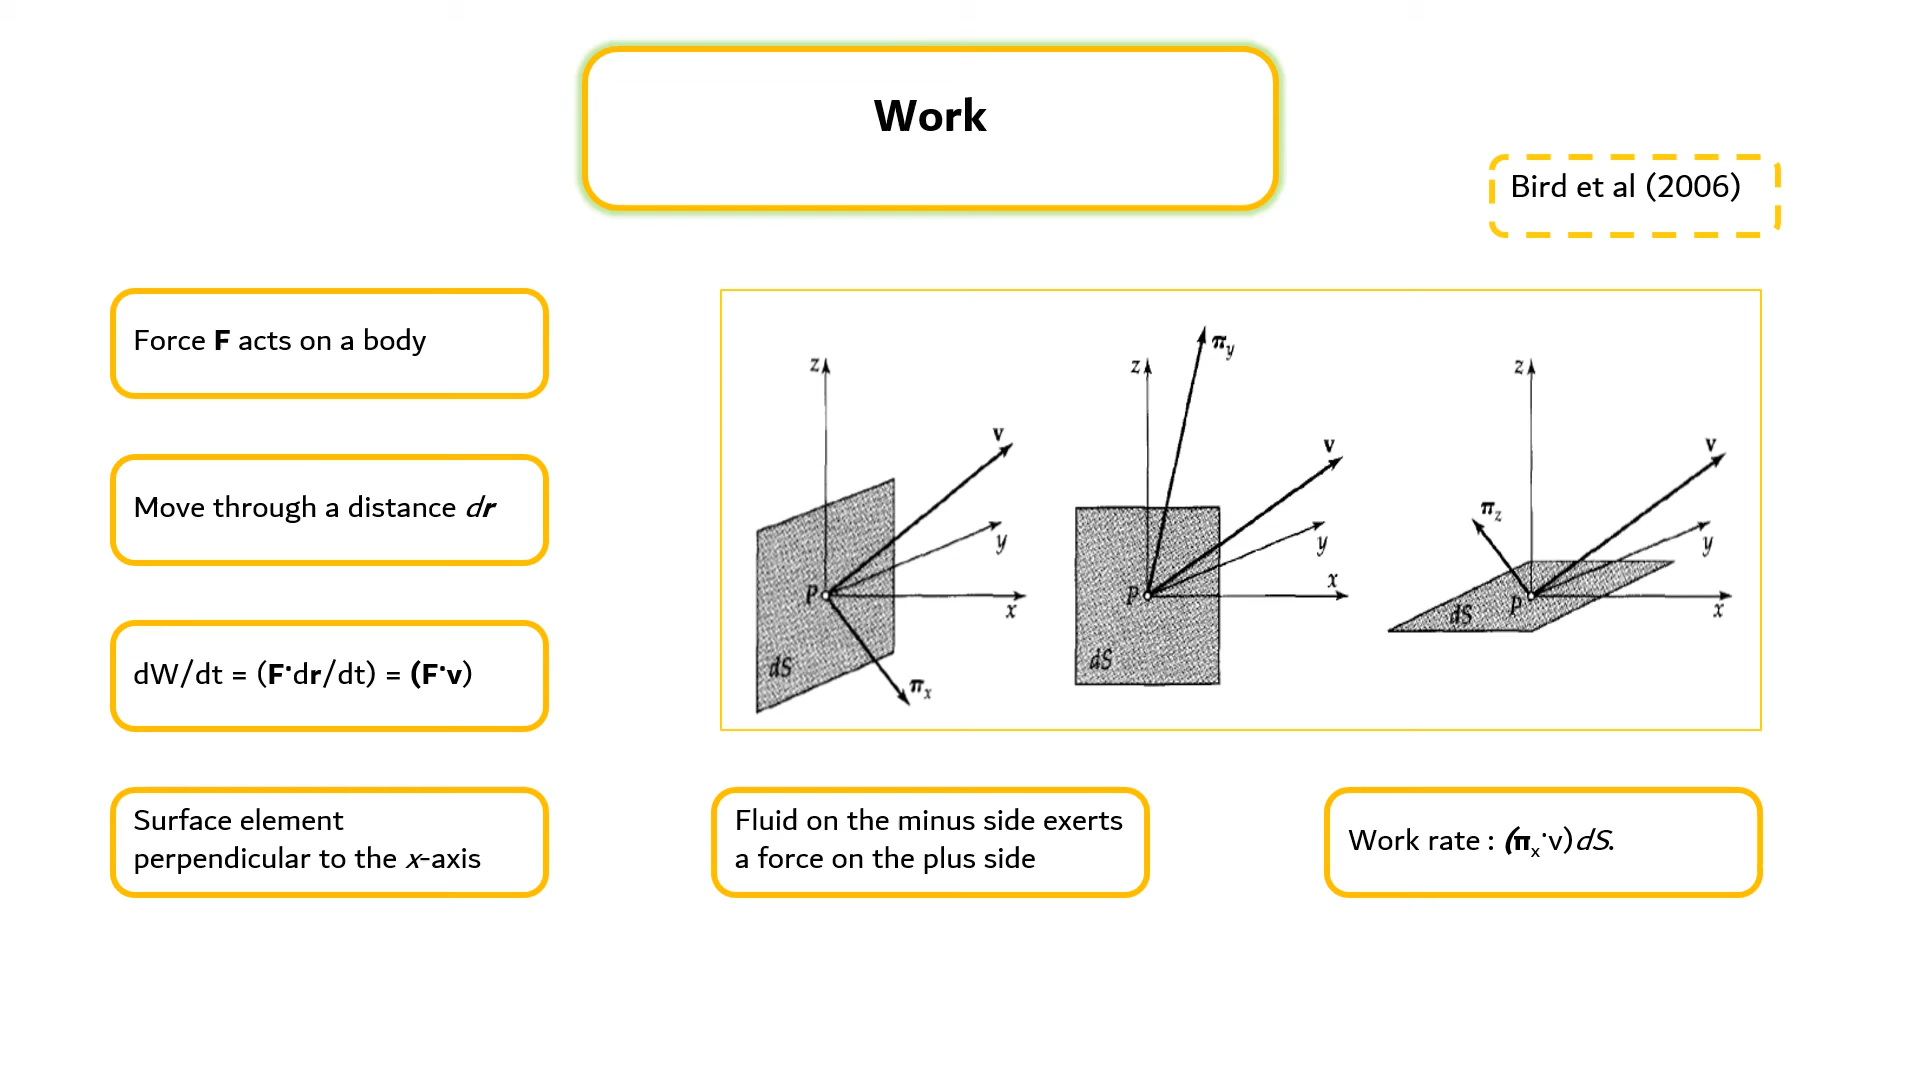 Work
Bird et al (2006)
Force F acts on a body
Move through a distance dr
dW/dt = (F·dr/dt) = (F·v)
Surface element
perpendicular to the x-axis
z
v
y
x
P
dS
πx
z
πy
v
y
x
P
dS
z
v
πz
y
x
P
dS
Fluid on the minus side exerts
a force on the plus side
Work rate : (πx·v)dS.